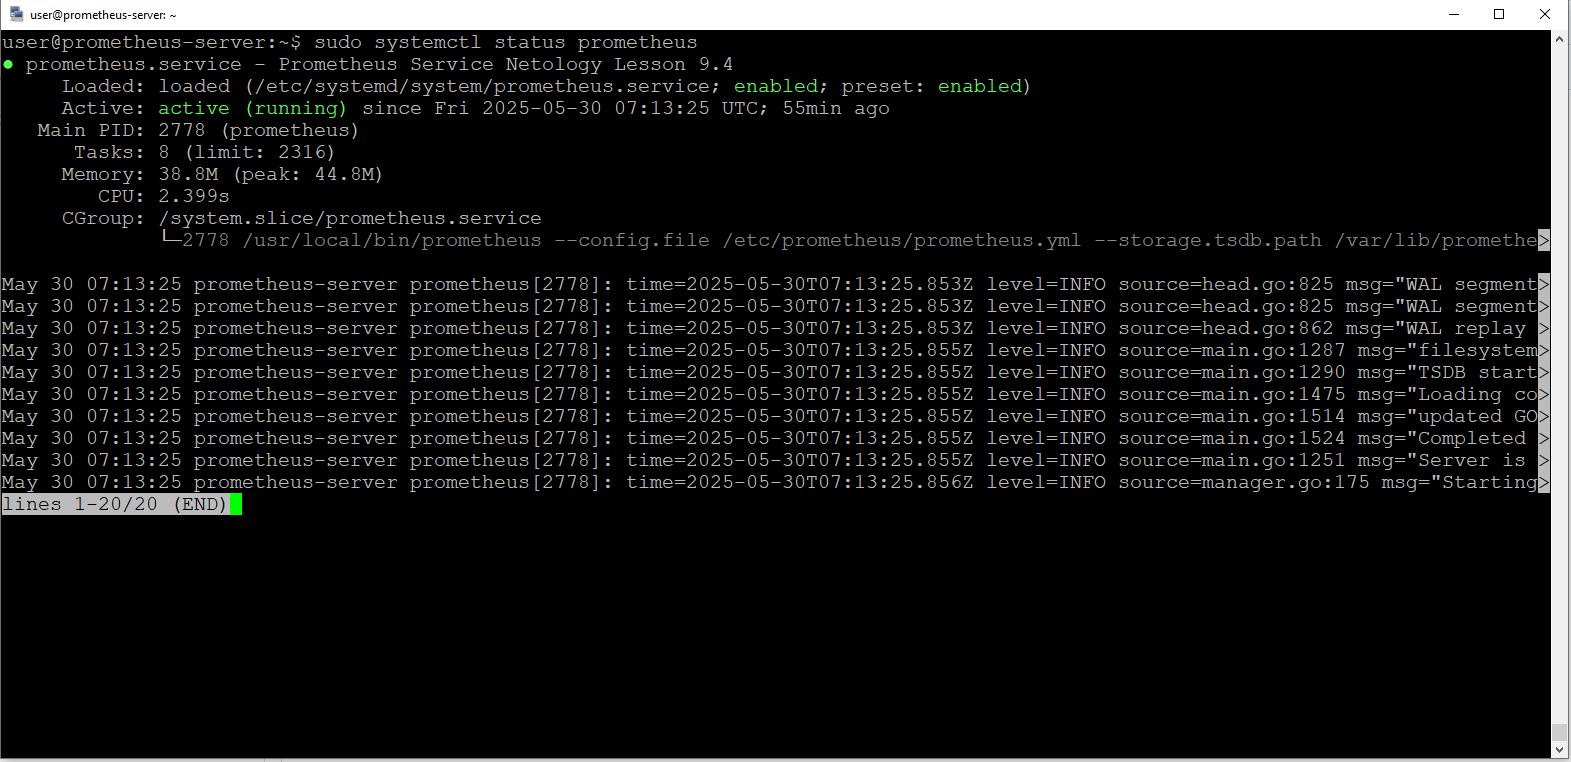 user@prometheus-server: ~
user@prometheus-server:~$ sudo systemctl status prometheus
● prometheus.service - Prometheus Service Netology Lesson 9.4
     Loaded: loaded (/etc/systemd/system/prometheus.service; enabled; preset: enabled)
     Active: active (running) since Fri 2025-05-30 07:13:25 UTC; 55min ago
   Main PID: 2778 (prometheus)
      Tasks: 8 (limit: 2316)
     Memory: 38.8M (peak: 44.8M)
        CPU: 2.399s
     CGroup: /system.slice/prometheus.service
             └─2778 /usr/local/bin/prometheus --config.file /etc/prometheus/prometheus.yml --storage.tsdb.path /var/lib/promethe>
May 30 07:13:25 prometheus-server prometheus[2778]: time=2025-05-30T07:13:25.853Z level=INFO source=head.go:825 msg="WAL segment>
May 30 07:13:25 prometheus-server prometheus[2778]: time=2025-05-30T07:13:25.853Z level=INFO source=head.go:825 msg="WAL segment>
May 30 07:13:25 prometheus-server prometheus[2778]: time=2025-05-30T07:13:25.853Z level=INFO source=head.go:862 msg="WAL replay >
May 30 07:13:25 prometheus-server prometheus[2778]: time=2025-05-30T07:13:25.855Z level=INFO source=main.go:1287 msg="filesystem>
May 30 07:13:25 prometheus-server prometheus[2778]: time=2025-05-30T07:13:25.855Z level=INFO source=main.go:1290 msg="TSDB start>
May 30 07:13:25 prometheus-server prometheus[2778]: time=2025-05-30T07:13:25.855Z level=INFO source=main.go:1475 msg="Loading co>
May 30 07:13:25 prometheus-server prometheus[2778]: time=2025-05-30T07:13:25.855Z level=INFO source=main.go:1514 msg="updated GO>
May 30 07:13:25 prometheus-server prometheus[2778]: time=2025-05-30T07:13:25.855Z level=INFO source=main.go:1524 msg="Completed >
May 30 07:13:25 prometheus-server prometheus[2778]: time=2025-05-30T07:13:25.855Z level=INFO source=main.go:1251 msg="Server is >
May 30 07:13:25 prometheus-server prometheus[2778]: time=2025-05-30T07:13:25.856Z level=INFO source=manager.go:175 msg="Starting>
lines 1-20/20 (END)